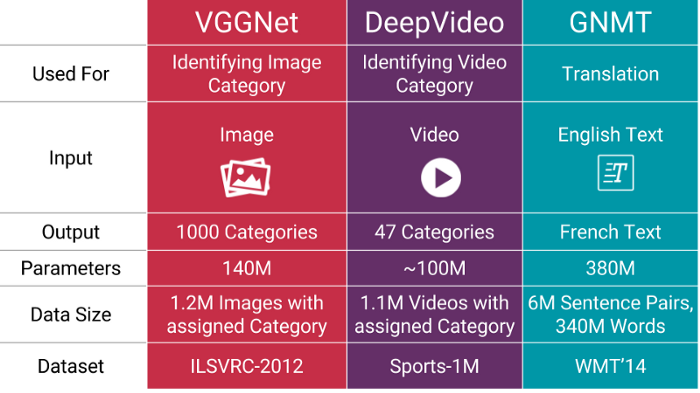 VGGNet DeepVideo GNMT
Used For Identifying Image Category Identifying Video Category Translation
Input Image Video English Text
Output 1000 Categories 47 Categories French Text
Parameters 140M ~100M 380M
Data Size 1.2M Images with assigned Category 1.1M Videos with assigned Category 6M Sentence Pairs, 340M Words
Dataset ILSVRC-2012 Sports-1M WMT'14